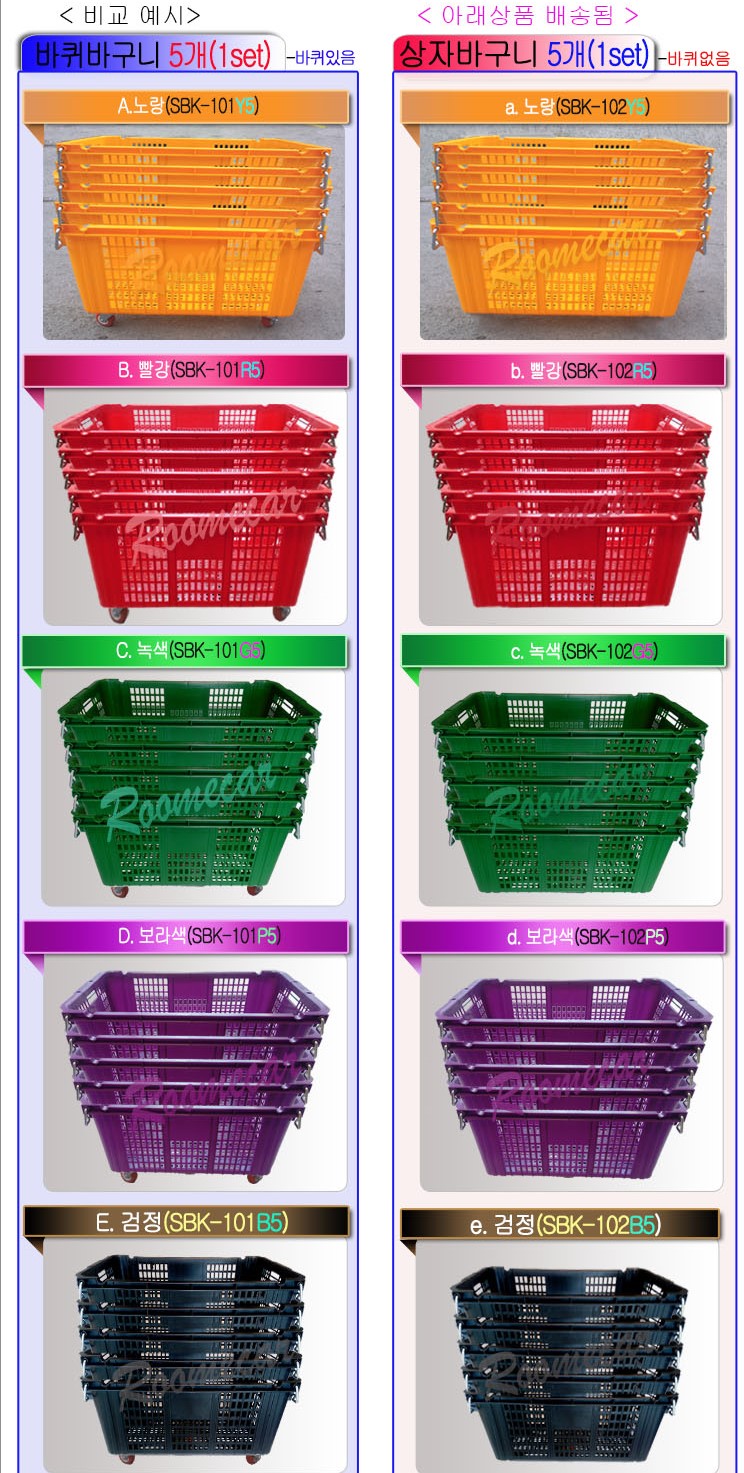 < 비교 예시>
< 아래상품 배송됨 >
바퀴바구니 5개(1set) -바퀴있음
상자바구니 5개(1set) -바퀴없음
A.노랑(SBK-101Y5)
a. 노랑(SBK-102Y5)
Roomecar
Roomecar
B. 빨강(SBK-101R5)
b. 빨강(SBK-102R5)
Roomecar
Roomecar
C. 녹색(SBK-101G5)
c. 녹색(SBK-102G5)
Roomecar
Roomecar
D. 보라색(SBK-101P5)
d. 보라색(SBK-102P5)
Roomecar
Roomecar
E. 검정(SBK-101B5)
e. 검정(SBK-102B5)
Roomecar
Roomecar